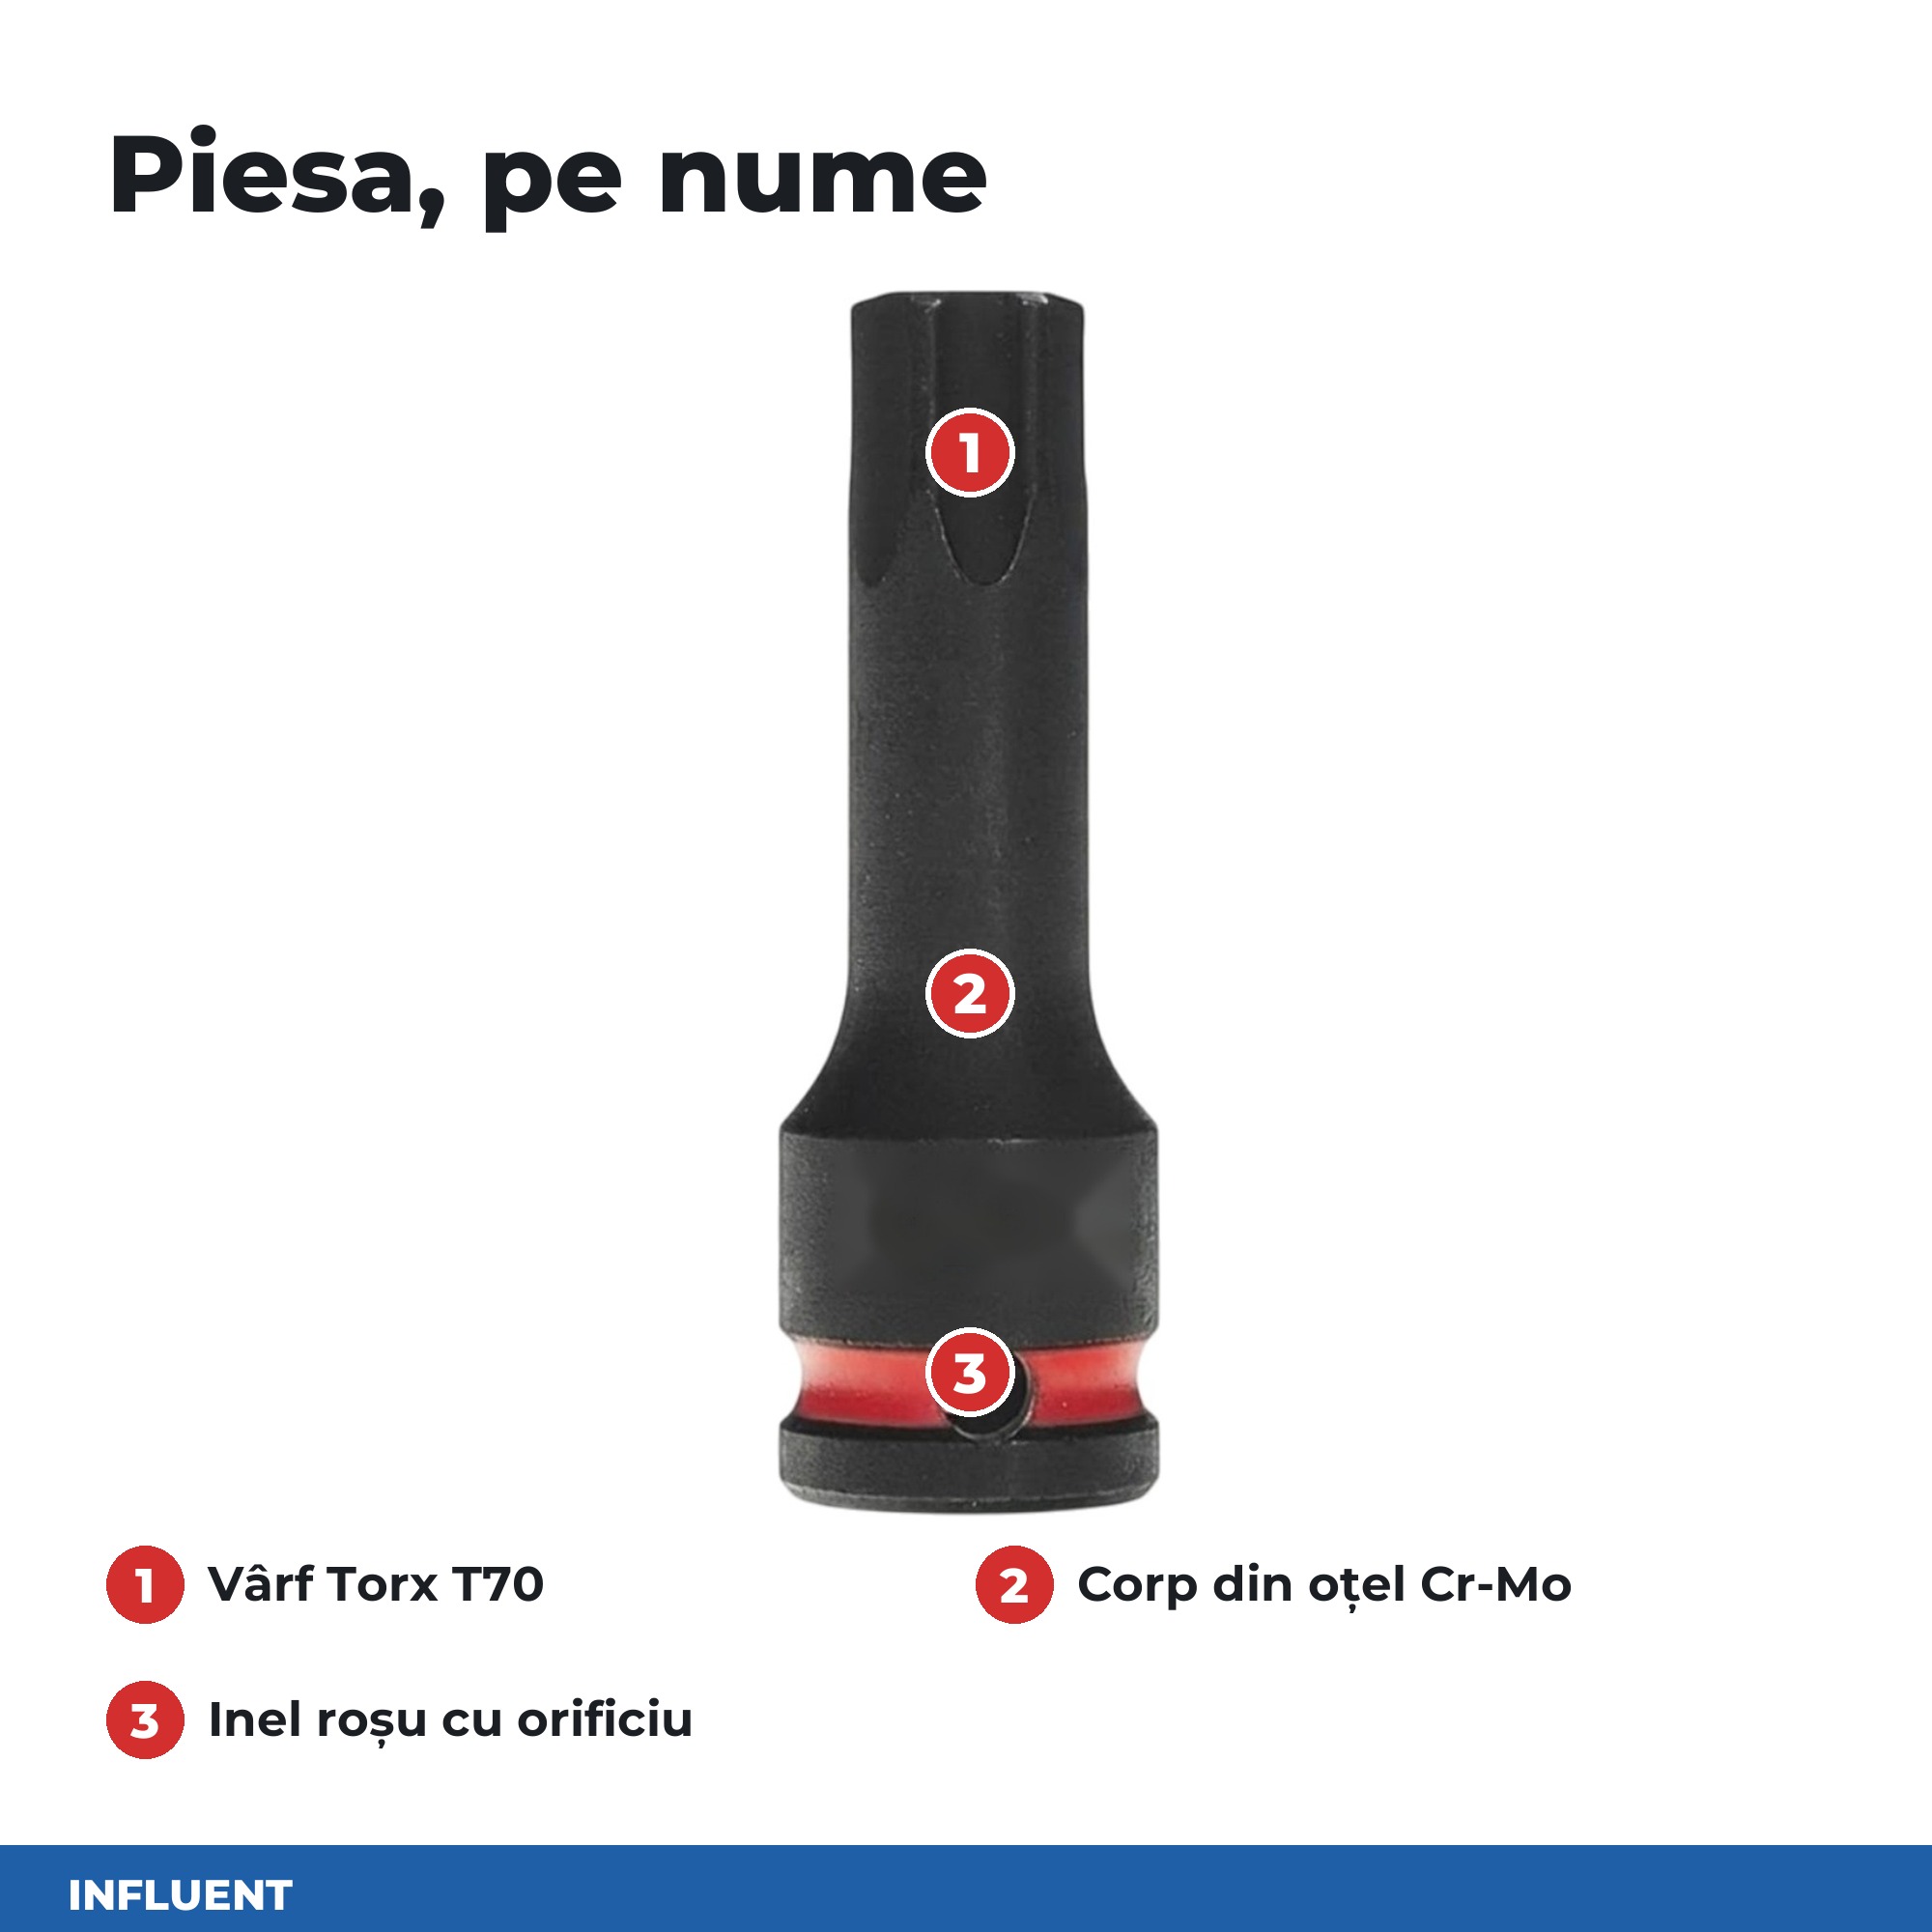 Piesa, pe nume
1
2
3
1 Vârf Torx T70
2 Corp din oțel Cr-Mo
3 Inel roșu cu orificiu
INFLUENT